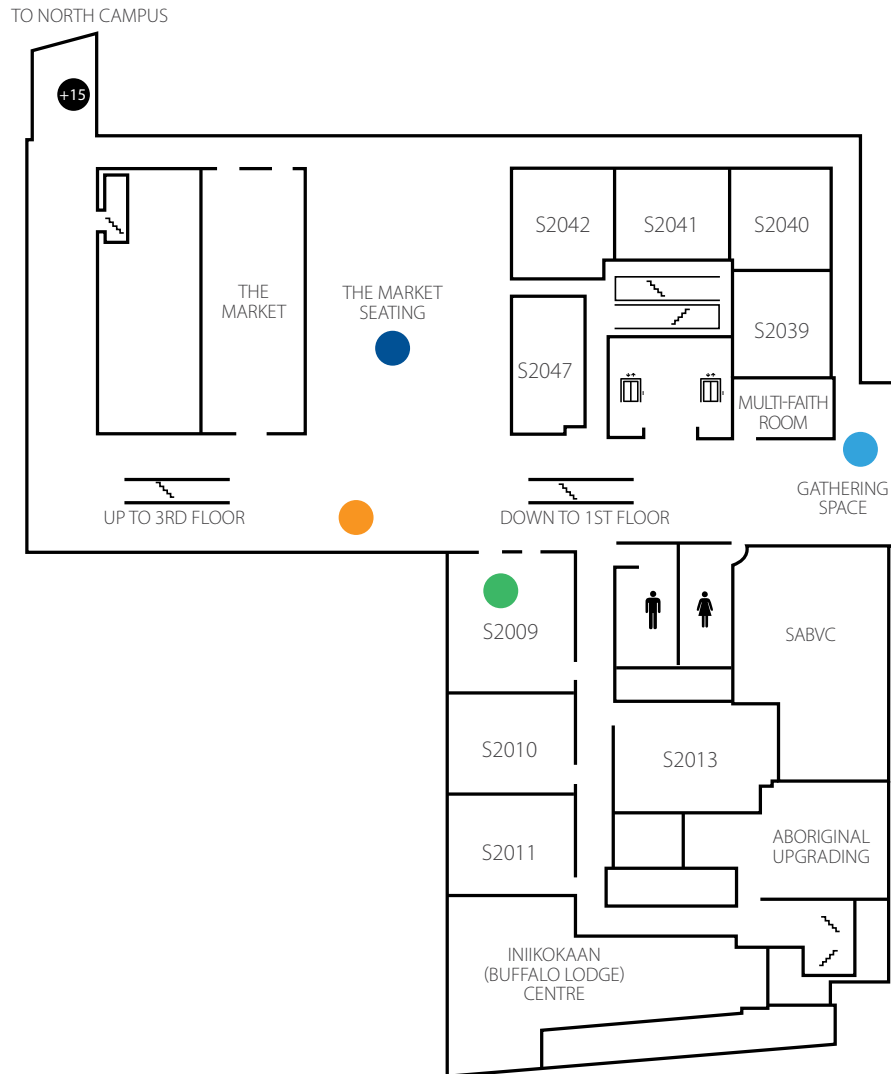 TO NORTH CAMPUS
+15
S2042
S2041
S2040
THE
MARKET
THE MARKET
SEATING
S2039
S2047
MULTI-FAITH
ROOM
GATHERING
SPACE
UP TO 3RD FLOOR
DOWN TO 1ST FLOOR
S2009
SABVC
S2010
S2013
S2011
ABORIGINAL
UPGRADING
INIIKOKAAN
(BUFFALO LODGE)
CENTRE